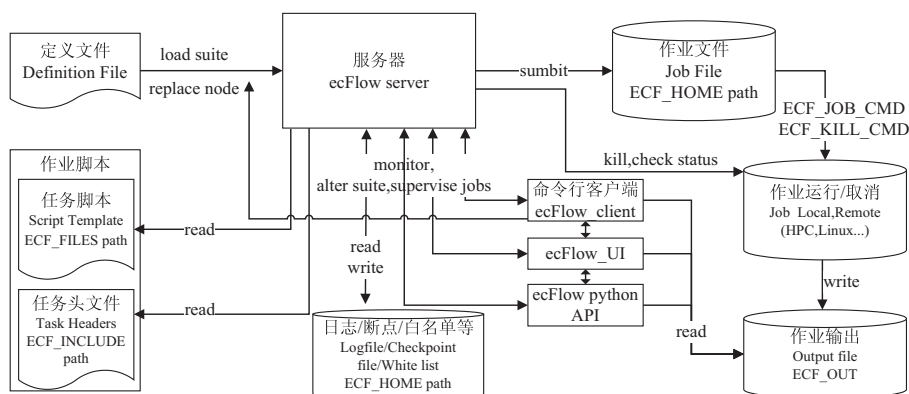 定义文件
Definition File
load suite
replace node
服务器
ecFlow server
sumbit
作业文件
Job File
ECF_HOME path
ECF_JOB_CMD
ECF_KILL_CMD
kill,check status
作业脚本
任务脚本
Script Template
ECF_FILES path
read
任务头文件
Task Headers
ECF_INCLUDE
path
read
monitor,
alter suite,supervise jobs
read
write
命令行客户端
ecFlow_client
ecFlow_UI
ecFlow python
API
read
日志/断点/白名单等
Logfile/Checkpoint
file/White list
ECF_HOME path
作业运行/取消
Job Local,Remote
(HPC,Linux...)
write
作业输出
Output file
ECF_OUT